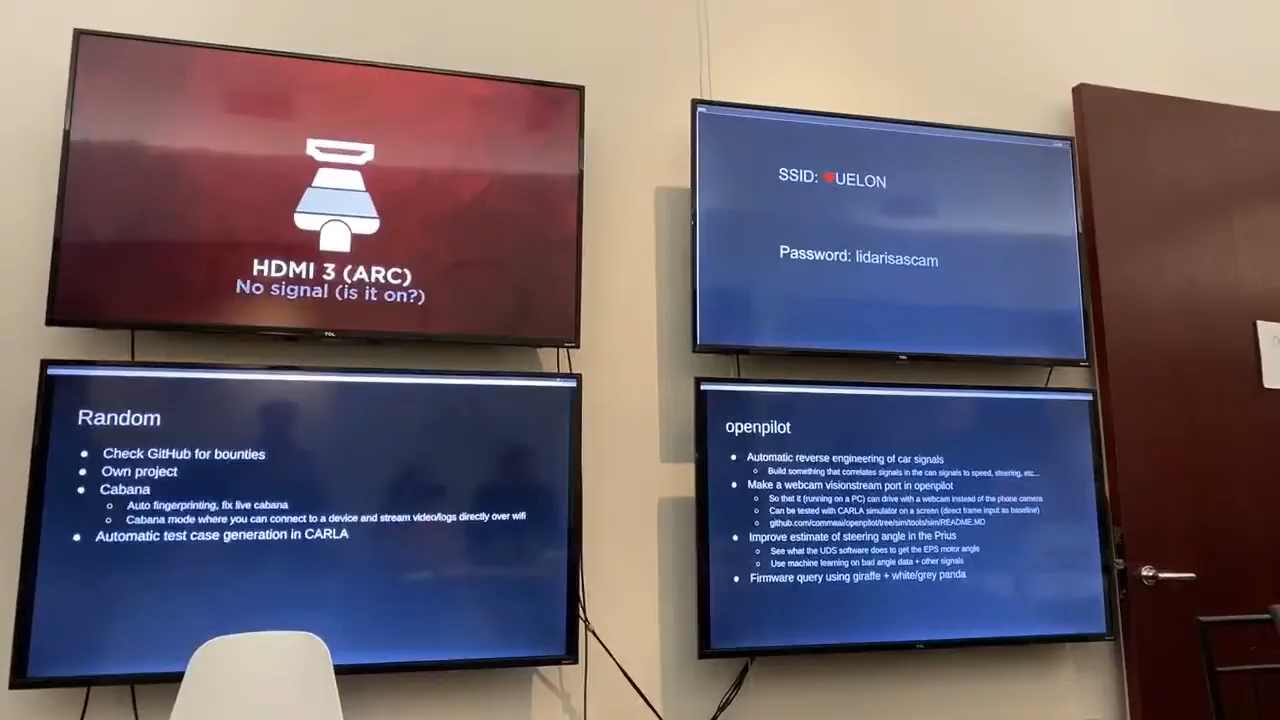 HDMI 3 (ARC)
No signal (is it on?)
TCL
SSID: ❤UELON
Password: lidarisascam
TCL
Random
● Check GitHub for bounties
● Own project
● Cabana
○ Auto fingerprinting, fix live cabana
○ Cabana mode where you can connect to a device and stream video/logs directly over wifi
● Automatic test case generation in CARLA
openpilot
● Automatic reverse engineering of car signals
○ Build something that correlates signals in the can signals to speed, steering, etc...
● Make a webcam visionstream port in openpilot
○ So that it (running on a PC) can drive with a webcam instead of the phone camera
○ Can be tested with CARLA simulator on a screen (direct frame input as baseline)
○ github.com/commaai/openpilot/tree/sim/tools/sim/README.MD
● Improve estimate of steering angle in the Prius
○ See what the UDS software does to get the EPS motor angle
○ Use machine learning on bad angle data + other signals
● Firmware query using giraffe + white/grey panda
TCL